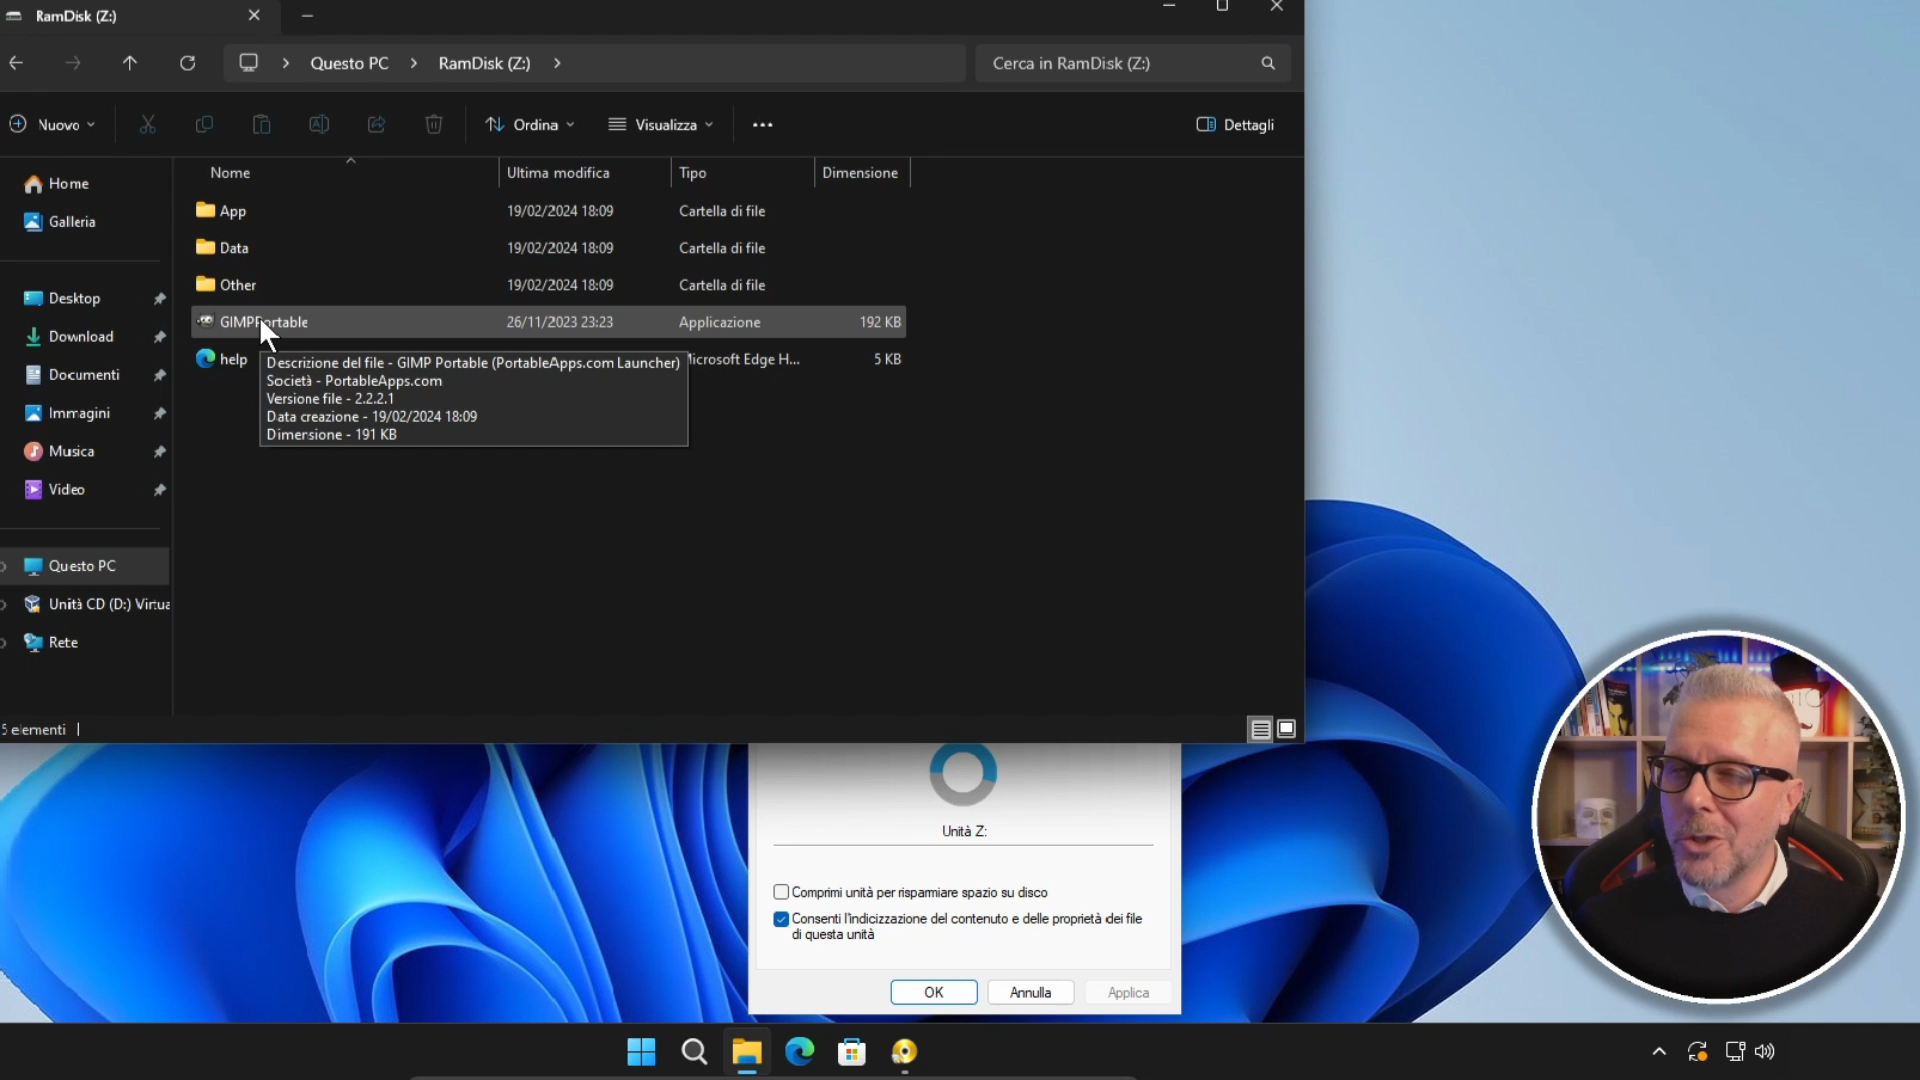 RamDisk (Z:)
Questo PC
RamDisk (Z:)
Cerca in RamDisk (Z:)
Nuovo
Ordina
Visualizza
Dettagli
Nome
Ultima modifica
Tipo
Dimensione
Home
Galleria
Desktop
Download
Documenti
Immagini
Musica
Video
Questo PC
Unità CD (D:) Virtua
Rete
App 19/02/2024 18:09 Cartella di file
Data 19/02/2024 18:09 Cartella di file
Other 19/02/2024 18:09 Cartella di file
GIMPPortable 26/11/2023 23:23 Applicazione 192 KB
help Microsoft Edge H... 5 KB
Descrizione del file - GIMP Portable (PortableApps.com Launcher)
Società - PortableApps.com
Versione file - 2.2.2.1
Data creazione - 19/02/2024 18:09
Dimensione - 191 KB
5 elementi
Unità Z:
Comprimi unità per risparmiare spazio su disco
Consenti l'indicizzazione del contenuto e delle proprietà dei file
di questa unità
OK
Annulla
Applica